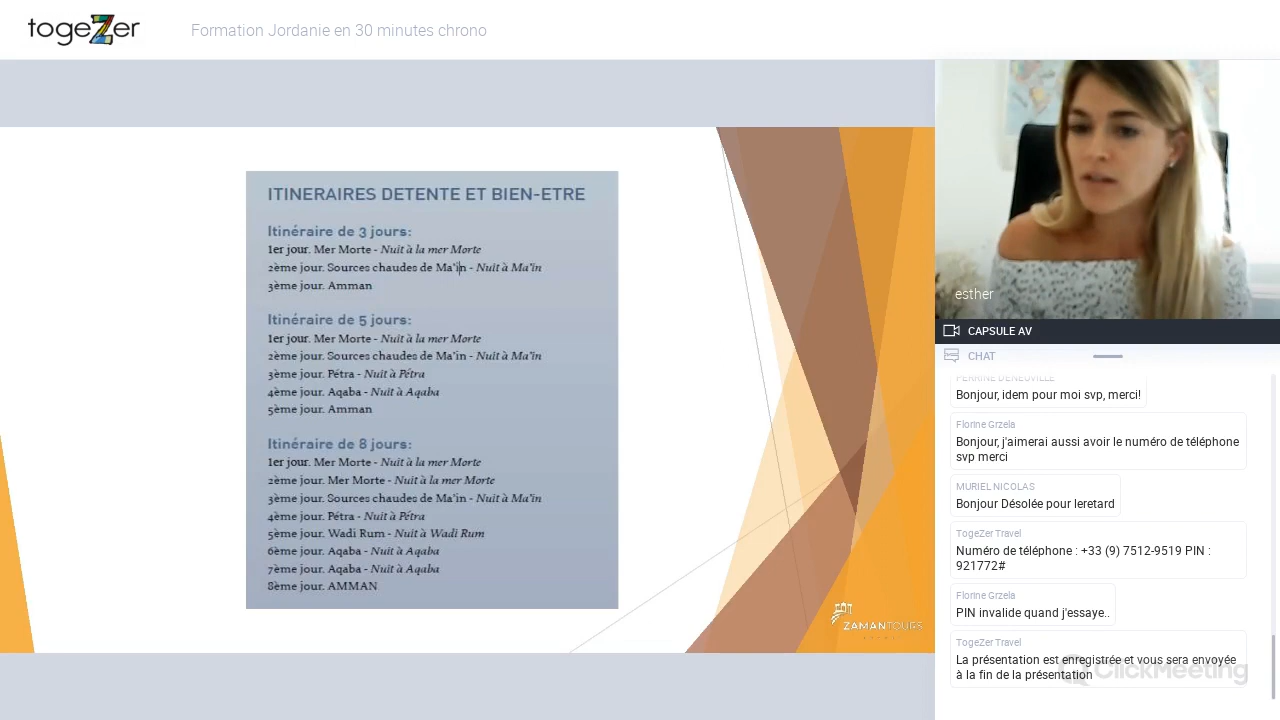 togeZer
Formation Jordanie en 30 minutes chrono
ITINERAIRES DETENTE ET BIEN-ETRE
Itinéraire de 3 jours:
1er jour. Mer Morte - Nuit à la mer Morte
2ème jour. Sources chaudes de Ma'in - Nuit à Ma'in
3ème jour. Amman
Itinéraire de 5 jours:
1er jour. Mer Morte - Nuit à la mer Morte
2ème jour. Sources chaudes de Ma'in - Nuit à Ma'in
3ème jour. Pétra - Nuit à Pétra
4ème jour. Aqaba - Nuit à Aqaba
5ème jour. Amman
Itinéraire de 8 jours:
1er jour. Mer Morte - Nuit à la mer Morte
2ème jour. Mer Morte - Nuit à la mer Morte
3ème jour. Sources chaudes de Ma'in - Nuit à Ma'in
4ème jour. Pétra - Nuit à Pétra
5ème jour. Wadi Rum - Nuit à Wadi Rum
6ème jour. Aqaba - Nuit à Aqaba
7ème jour. Aqaba - Nuit à Aqaba
8ème jour. AMMAN
ZAMANTOURS
esther
CAPSULE AV
CHAT
PERRINE DENEUVILLE
Bonjour, idem pour moi svp, merci!
Florine Grzela
Bonjour, j'aimerai aussi avoir le numéro de téléphone
svp merci
MURIEL NICOLAS
Bonjour Désolée pour leretard
TogeZer Travel
Numéro de téléphone : +33 (9) 7512-9519 PIN :
921772#
Florine Grzela
PIN invalide quand j'essaye..
TogeZer Travel
La présentation est enregistrée et vous sera envoyée
à la fin de la présentation
ClickMeeting